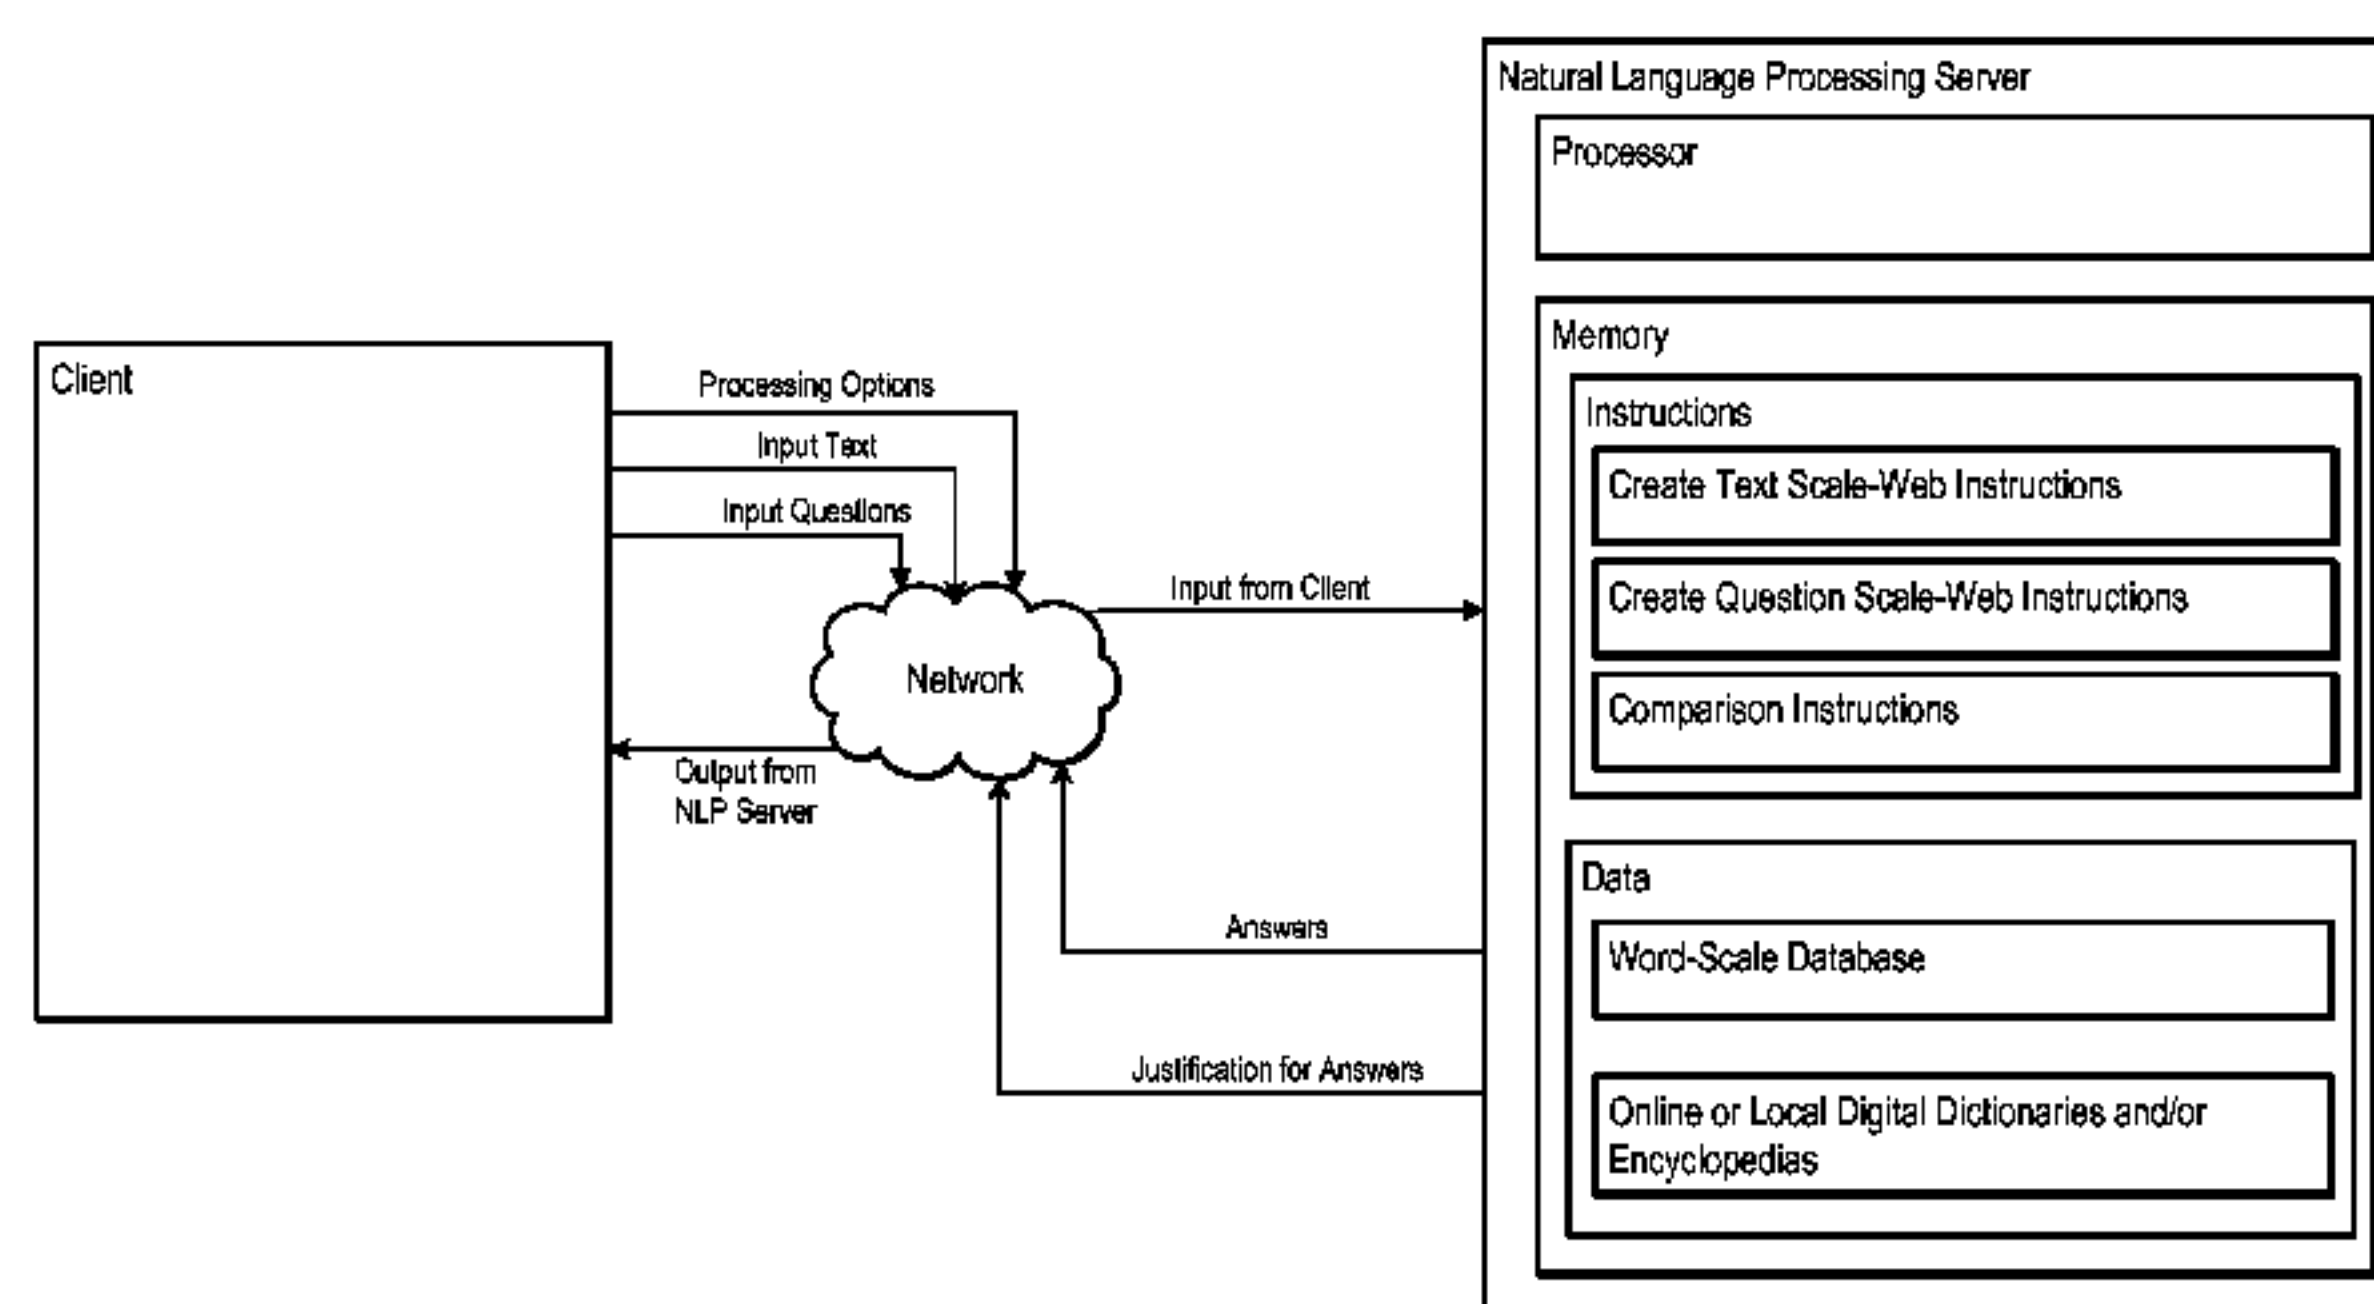 Natural Language Processing Server
Processor
Memory
Instructions
Create Text Scale-Web Instructions
Create Question Scale-Web Instructions
Comparison Instructions
Data
Word-Scale Database
Online or Local Digital Dictionaries and/or
Encyclopedias
Client
Processing Options
Input Text
Input Questions
Network
Input from Client
Output from
NLP Server
Answers
Justification for Answers